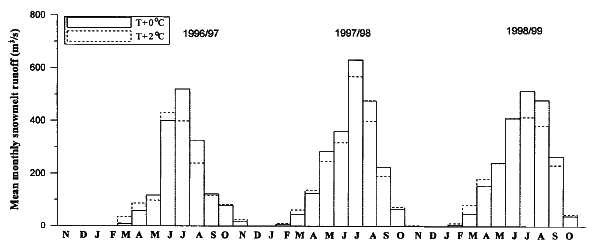 800
T+0°C
T+2°C
1996/97
1997/98
1998/99
600
400
200
0
Mean monthly snowmelt runoff (m³/s)
N D J F M A M J J A S O N D J F M A M J J A S O N D J F M A M J J A S O